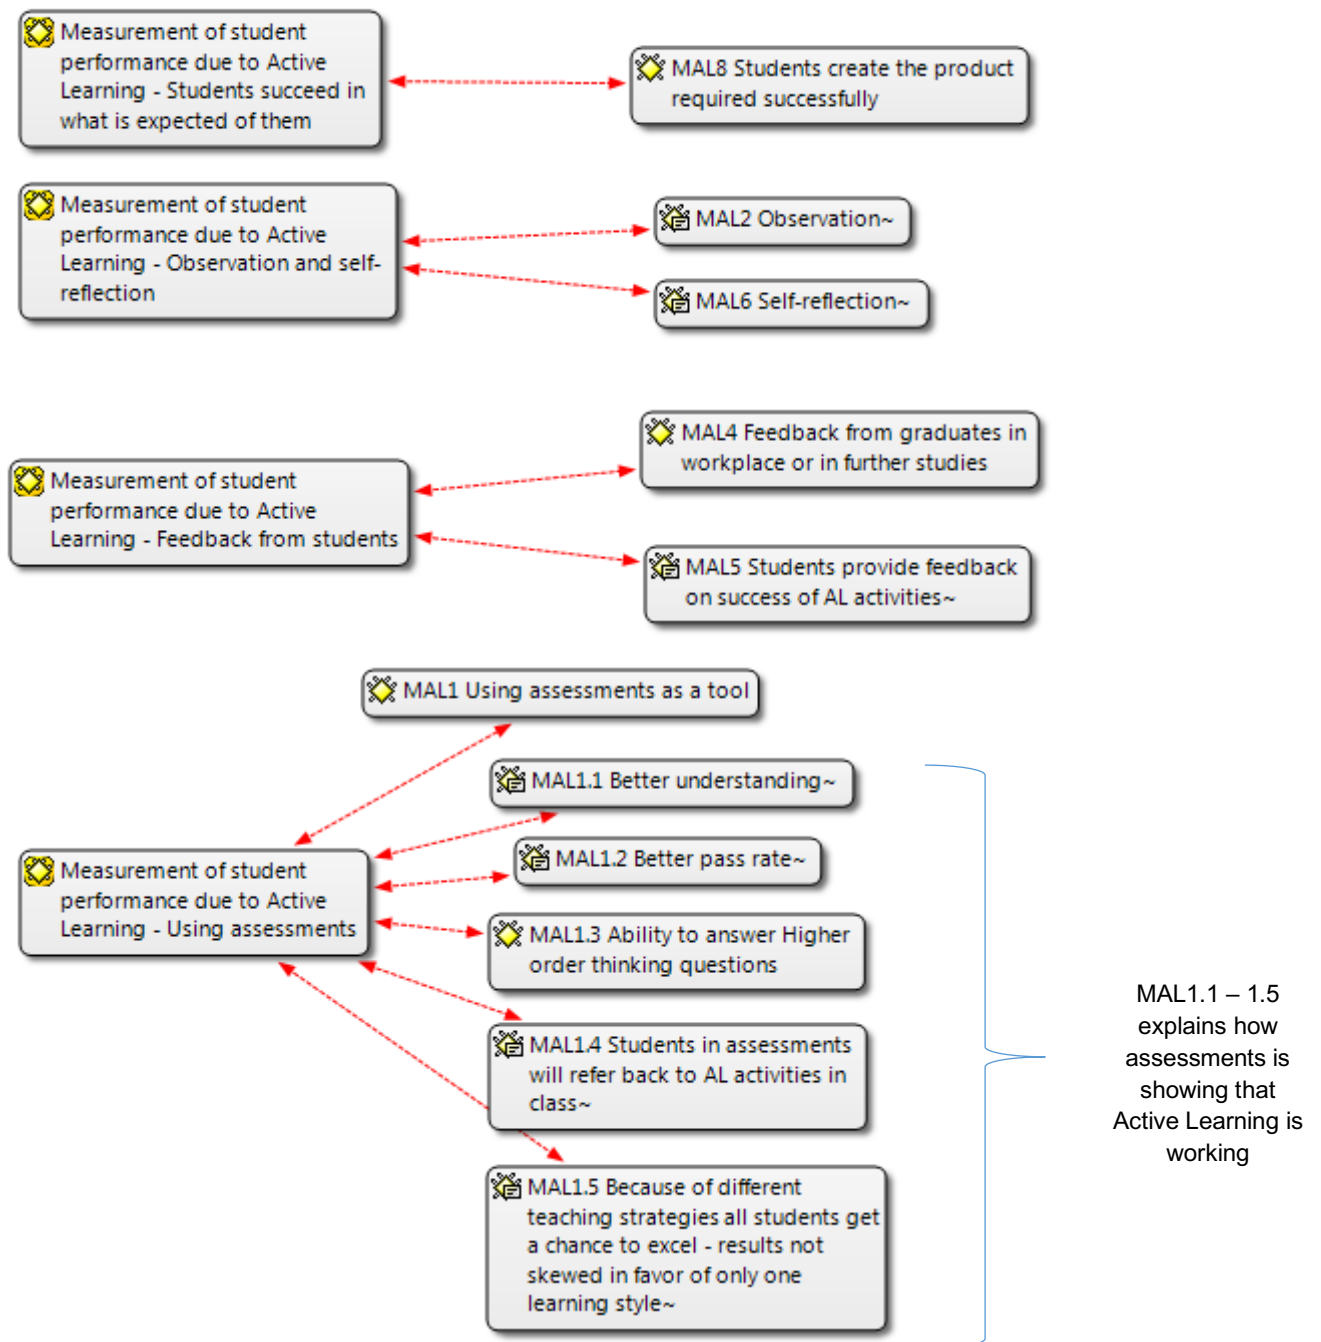 Measurement of student
performance due to Active
Learning - Students succeed in
what is expected of them
MAL8 Students create the product
required successfully
Measurement of student
performance due to Active
Learning - Observation and self-
reflection
MAL2 Observation~
MAL6 Self-reflection~
MAL4 Feedback from graduates in
workplace or in further studies
Measurement of student
performance due to Active
Learning - Feedback from students
MAL5 Students provide feedback
on success of AL activities~
MAL1 Using assessments as a tool
MAL1.1 Better understanding~
MAL1.2 Better pass rate~
Measurement of student
performance due to Active
Learning - Using assessments
MAL1.3 Ability to answer Higher
order thinking questions
MAL1.4 Students in assessments
will refer back to AL activities in
class~
MAL1.5 Because of different
teaching strategies all students get
a chance to excel - results not
skewed in favor of only one
learning style~
MAL1.1 – 1.5
explains how
assessments is
showing that
Active Learning is
working